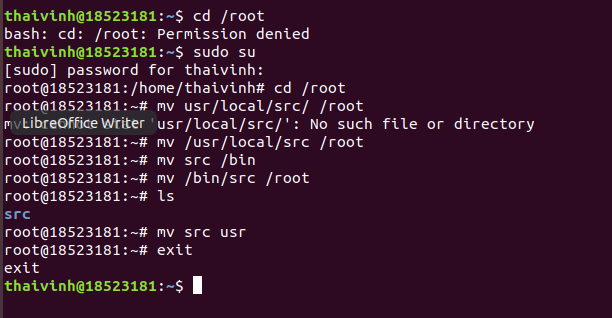 thaivinh@18523181:~$ cd /root
bash: cd: /root: Permission denied
thaivinh@18523181:~$ sudo su
[sudo] password for thaivinh:
root@18523181:/home/thaivinh# cd /root
root@18523181:~# mv usr/local/src/ /root
LibreOffice Writer 'usr/local/src/': No such file or directory
root@18523181:~# mv /usr/local/src /root
root@18523181:~# mv src /bin
root@18523181:~# mv /bin/src /root
root@18523181:~# ls
src
root@18523181:~# mv src usr
root@18523181:~# exit
exit
thaivinh@18523181:~$